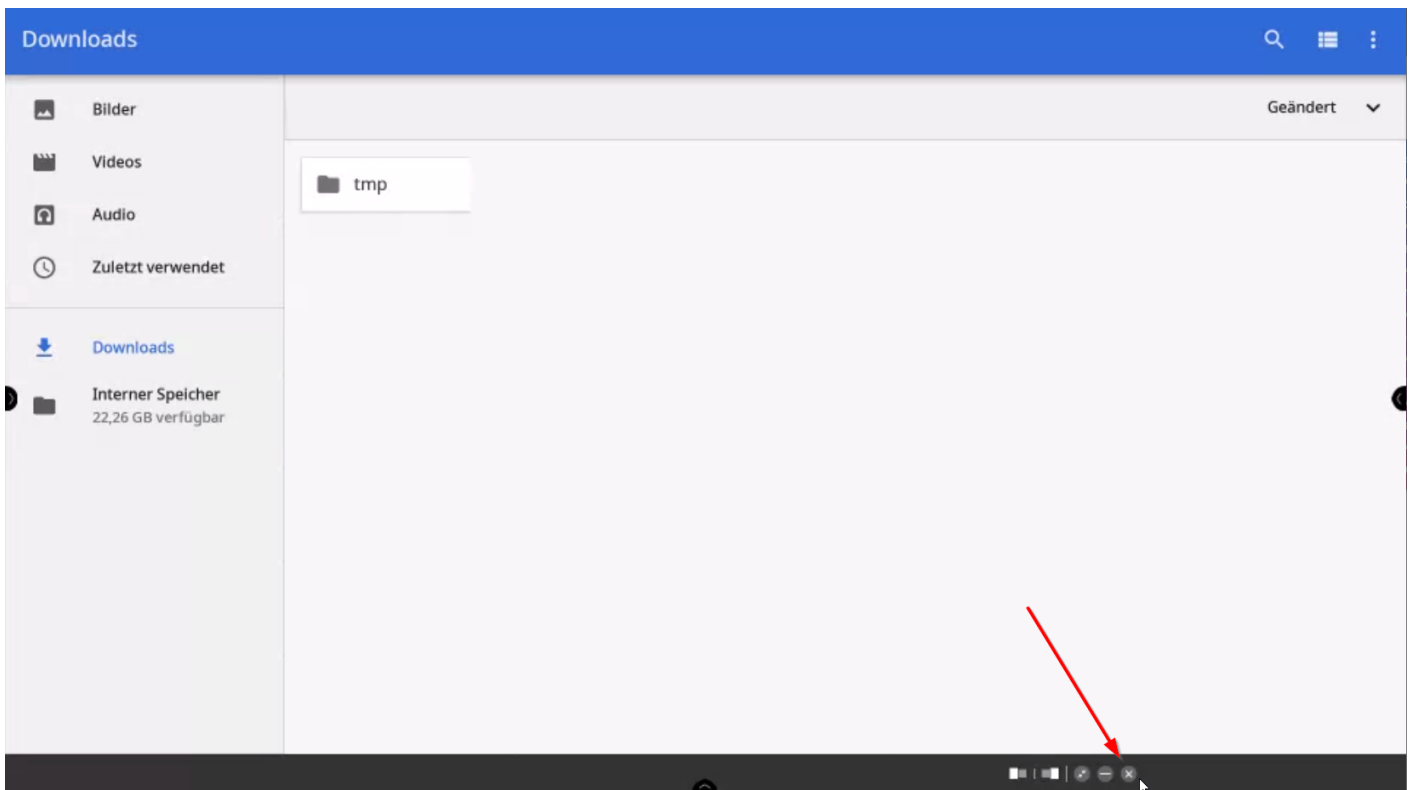 Downloads
Bilder
Videos
Audio
Zuletzt verwendet
Downloads
Interner Speicher
22,26 GB verfügbar
Geändert
tmp